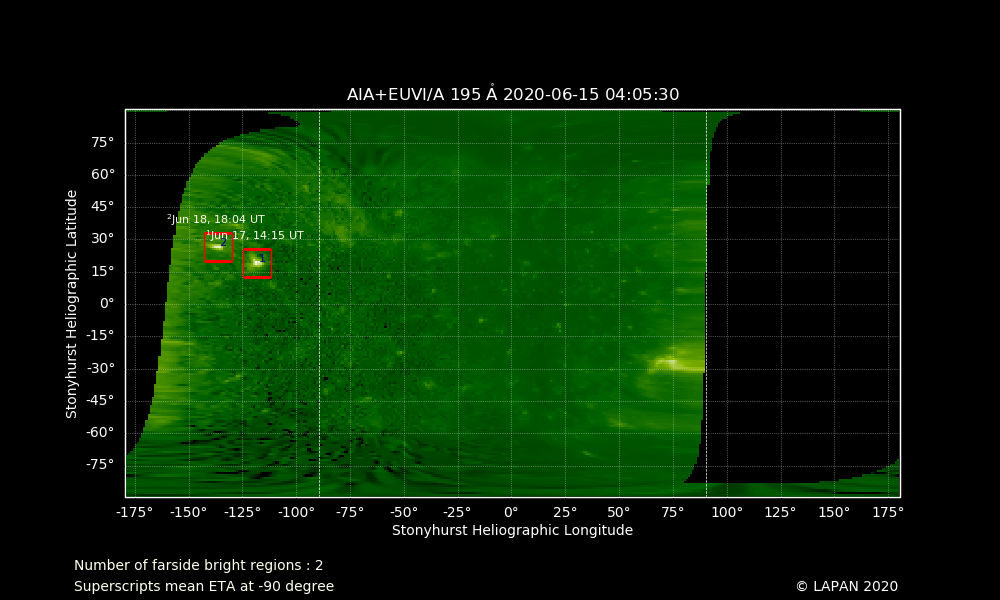 AIA+EUVI/A 195 Å 2020-06-15 04:05:30
Stonyhurst Heliographic Latitude
75°
60°
45°
30°
15°
0°
-15°
-30°
-45°
-60°
-75°
²Jun 18, 18:04 UT
¹Jun 17, 14:15 UT
-175° -150° -125° -100° -75° -50° -25° 0° 25° 50° 75° 100° 125° 150° 175°
Stonyhurst Heliographic Longitude
Number of farside bright regions : 2
Superscripts mean ETA at -90 degree
© LAPAN 2020